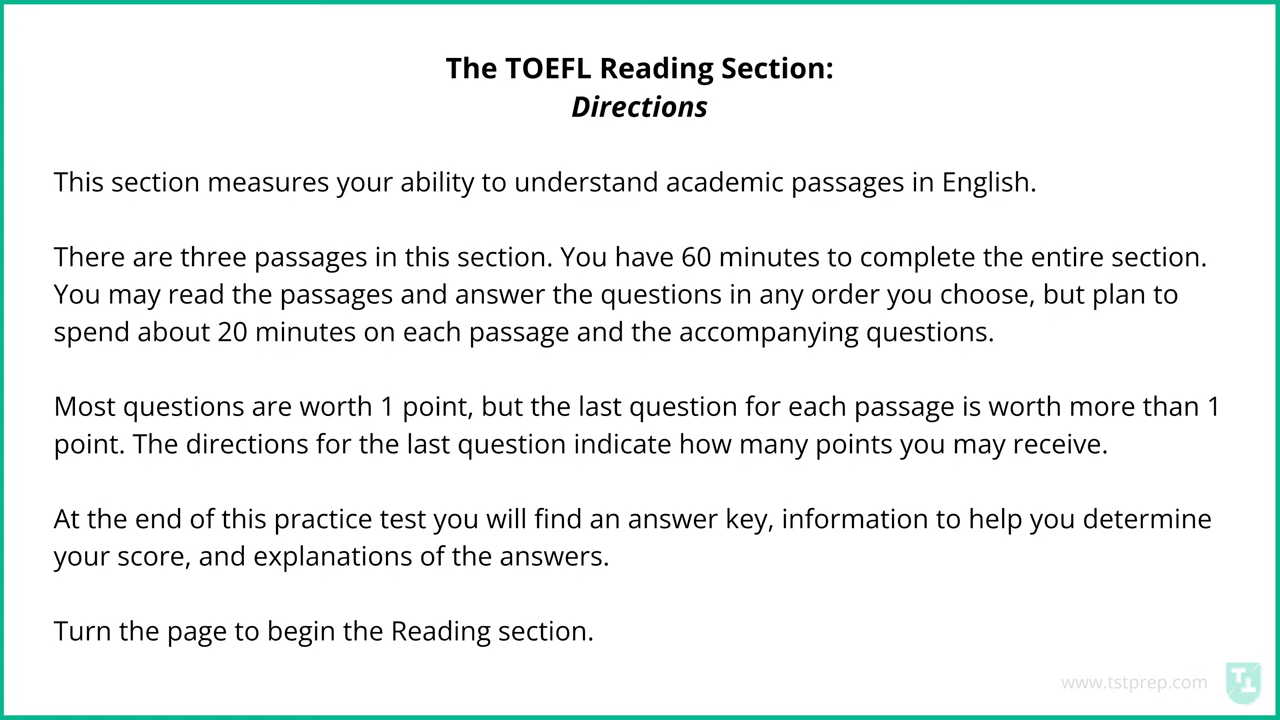 The TOEFL Reading Section:
Directions
This section measures your ability to understand academic passages in English.
There are three passages in this section. You have 60 minutes to complete the entire section.
You may read the passages and answer the questions in any order you choose, but plan to
spend about 20 minutes on each passage and the accompanying questions.
Most questions are worth 1 point, but the last question for each passage is worth more than 1
point. The directions for the last question indicate how many points you may receive.
At the end of this practice test you will find an answer key, information to help you determine
your score, and explanations of the answers.
Turn the page to begin the Reading section.
www.tstprep.com